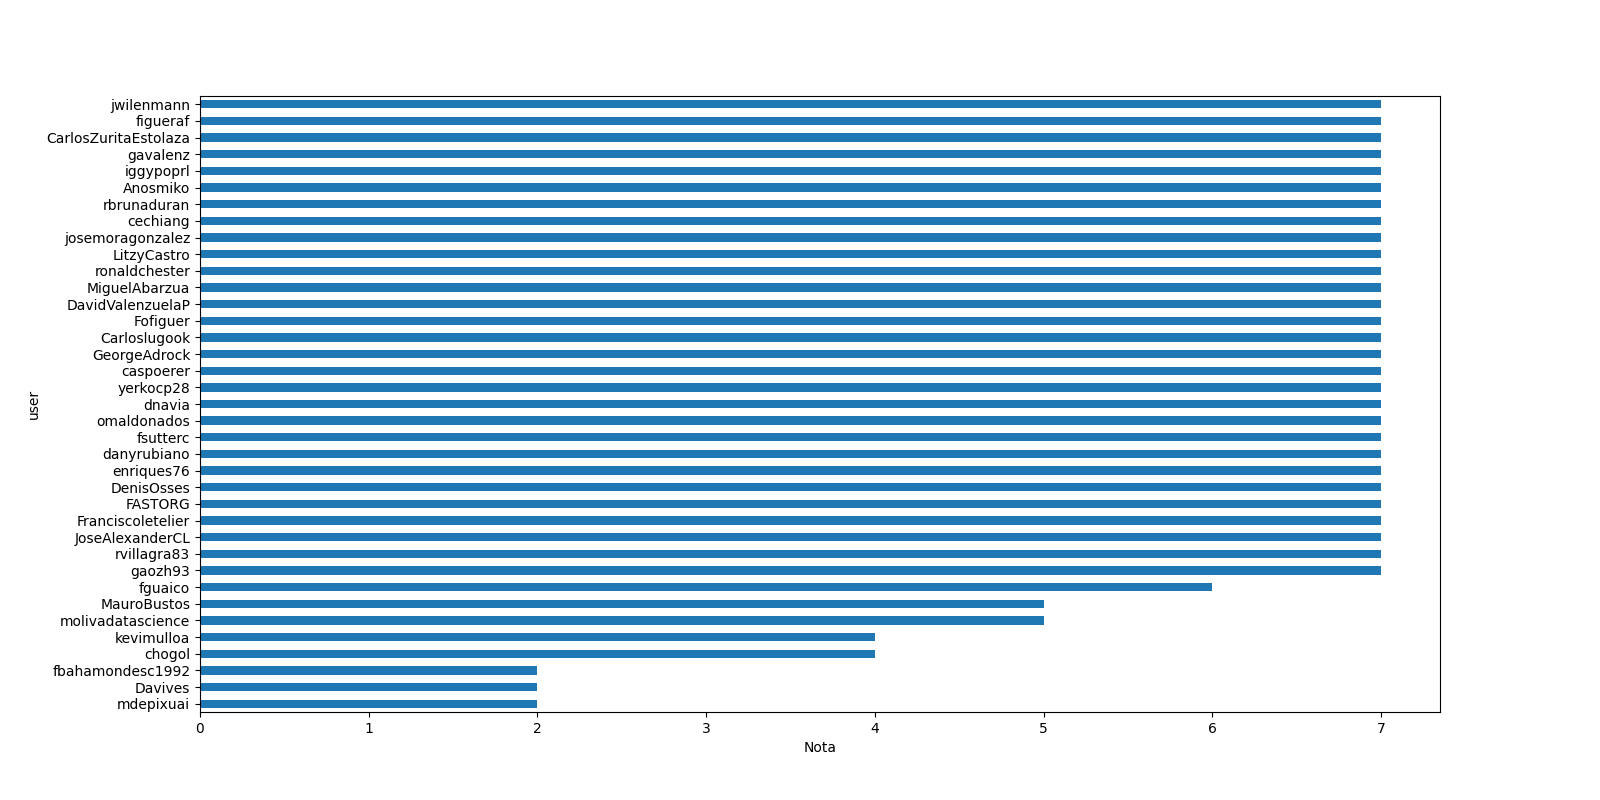 jwilenmann
figueraf
CarlosZuritaEstolaza
gavalenz
iggypoprl
Anosmiko
rbrunaduran
cechiang
josemoragonzalez
LitzyCastro
ronaldchester
MiguelAbarzua
DavidValenzuelaP
Fofiguer
Carloslugook
GeorgeAdrock
caspoerer
yerkocp28
dnavia
omaldonados
fsutterc
danyrubiano
enriques76
DenisOsses
FASTORG
Franciscoletelier
JoseAlexanderCL
rvillagra83
gaozh93
fguaico
MauroBustos
molivadatascience
kevimulloa
chogol
fbahamondesc1992
Davives
mdepixuai
user
0 1 2 3 4 5 6 7
Nota